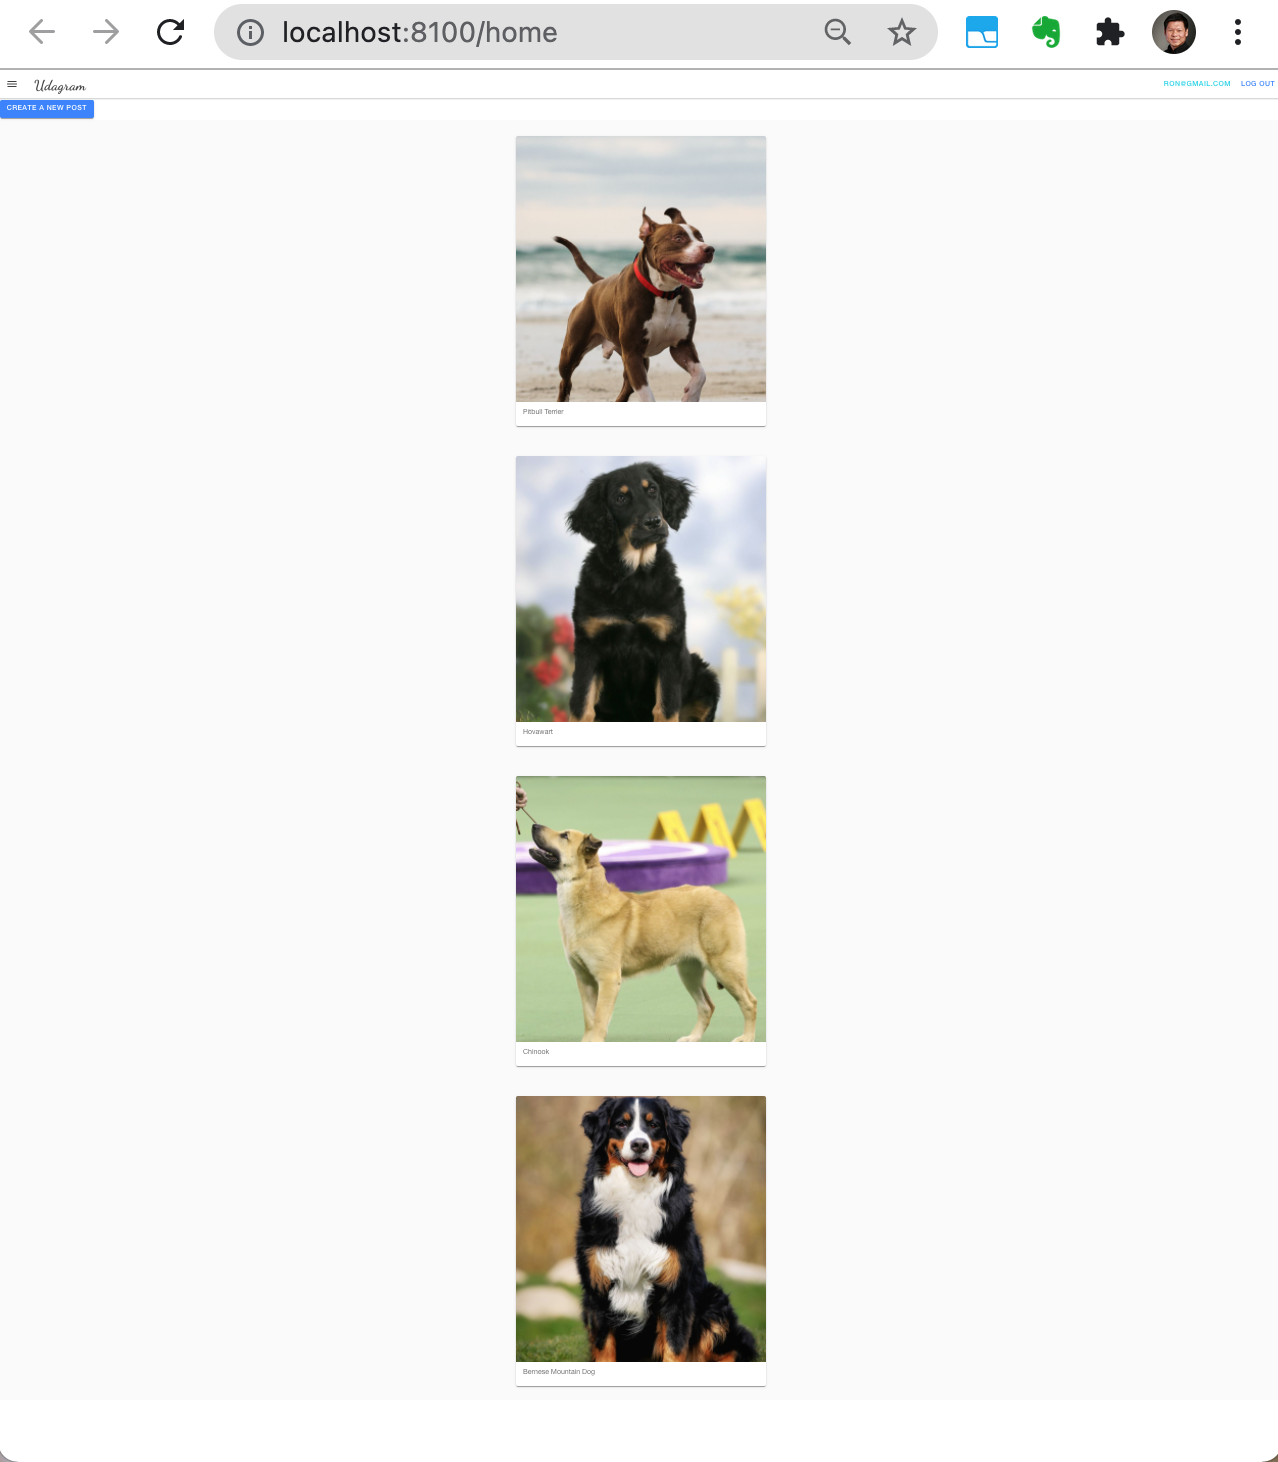 localhost:8100/home
Udagram
RON@GMAIL.COM LOG OUT
CREATE A NEW POST
Pitbull Terrier
Hovawart
Chinook
Bernese Mountain Dog